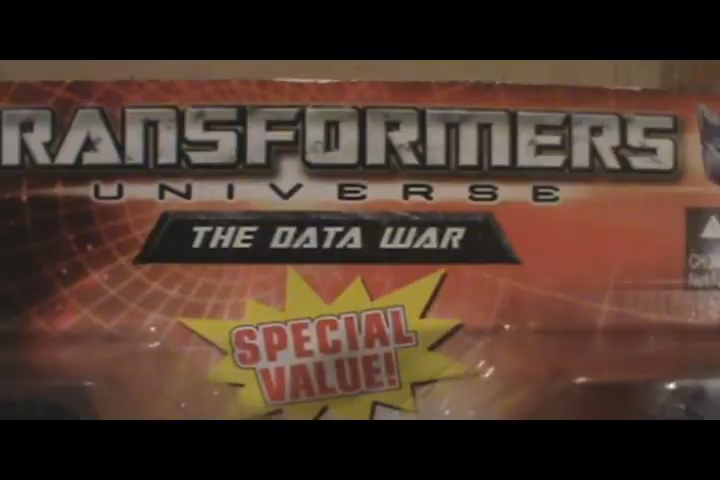 RANSFORMERS
UNIVERSE
THE DATA WAR
SPECIAL
VALUE!